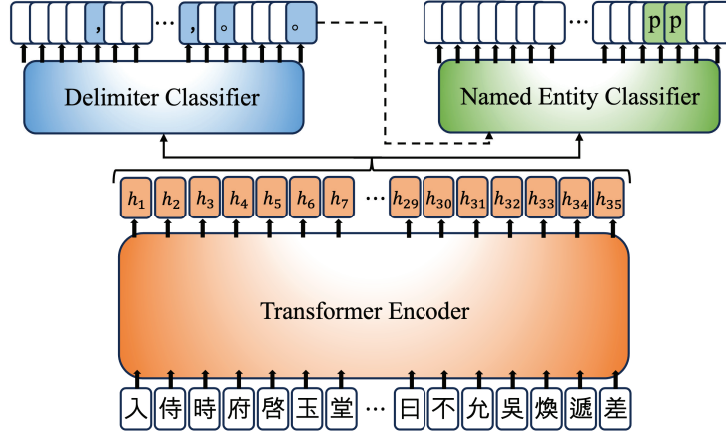 , … , 。 。
… p p
Delimiter Classifier
Named Entity Classifier
h₁ h₂ h₃ h₄ h₅ h₆ h₇ … h₂₉ h₃₀ h₃₁ h₃₂ h₃₃ h₃₄ h₃₅
Transformer Encoder
入 侍 時 府 啓 玉 堂 … 曰 不 允 吳 煥 遞 差